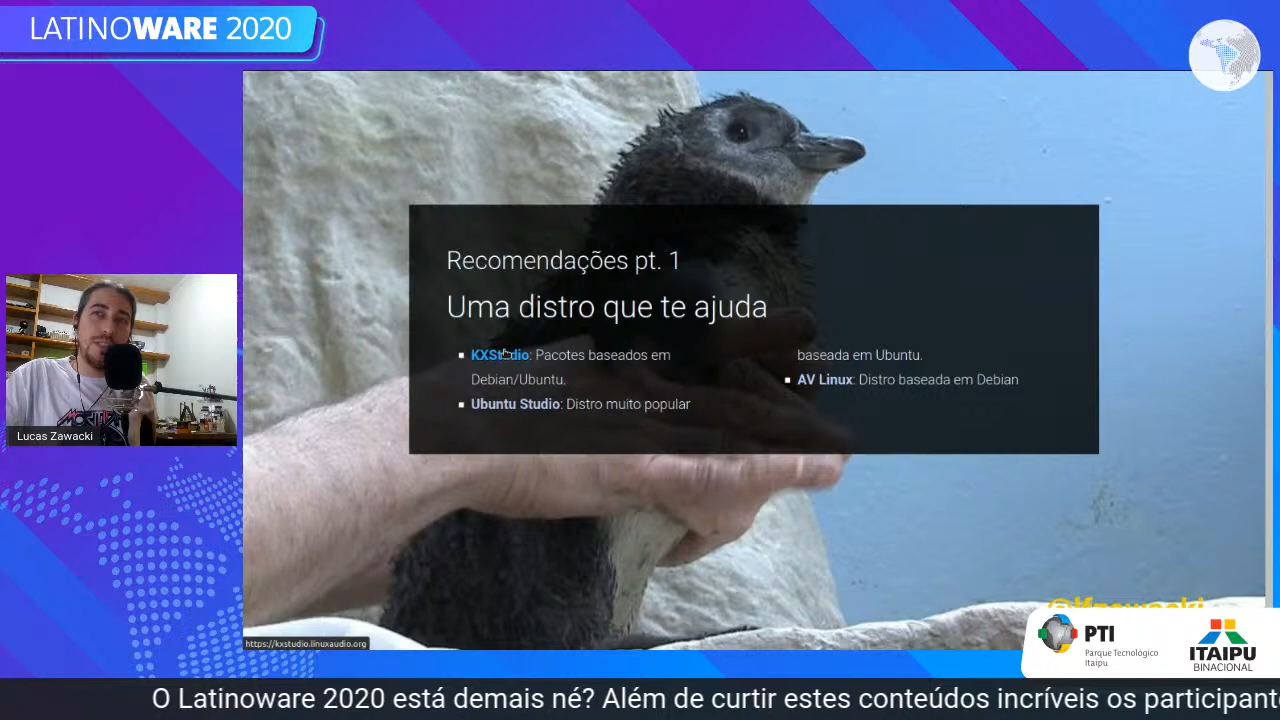 LATINOWARE 2020
Recomendações pt. 1
Uma distro que te ajuda
▪ KXStudio: Pacotes baseados em
Debian/Ubuntu.
▪ Ubuntu Studio: Distro muito popular
baseada em Ubuntu.
▪ AV Linux: Distro baseada em Debian
Lucas Zawacki
@lfzawacki
https://kxstudio.linuxaudio.org
PTI
Parque Tecnológico
Itaipu
ITAIPU
BINACIONAL
O Latinoware 2020 está demais né? Além de curtir estes conteúdos incríveis os participant